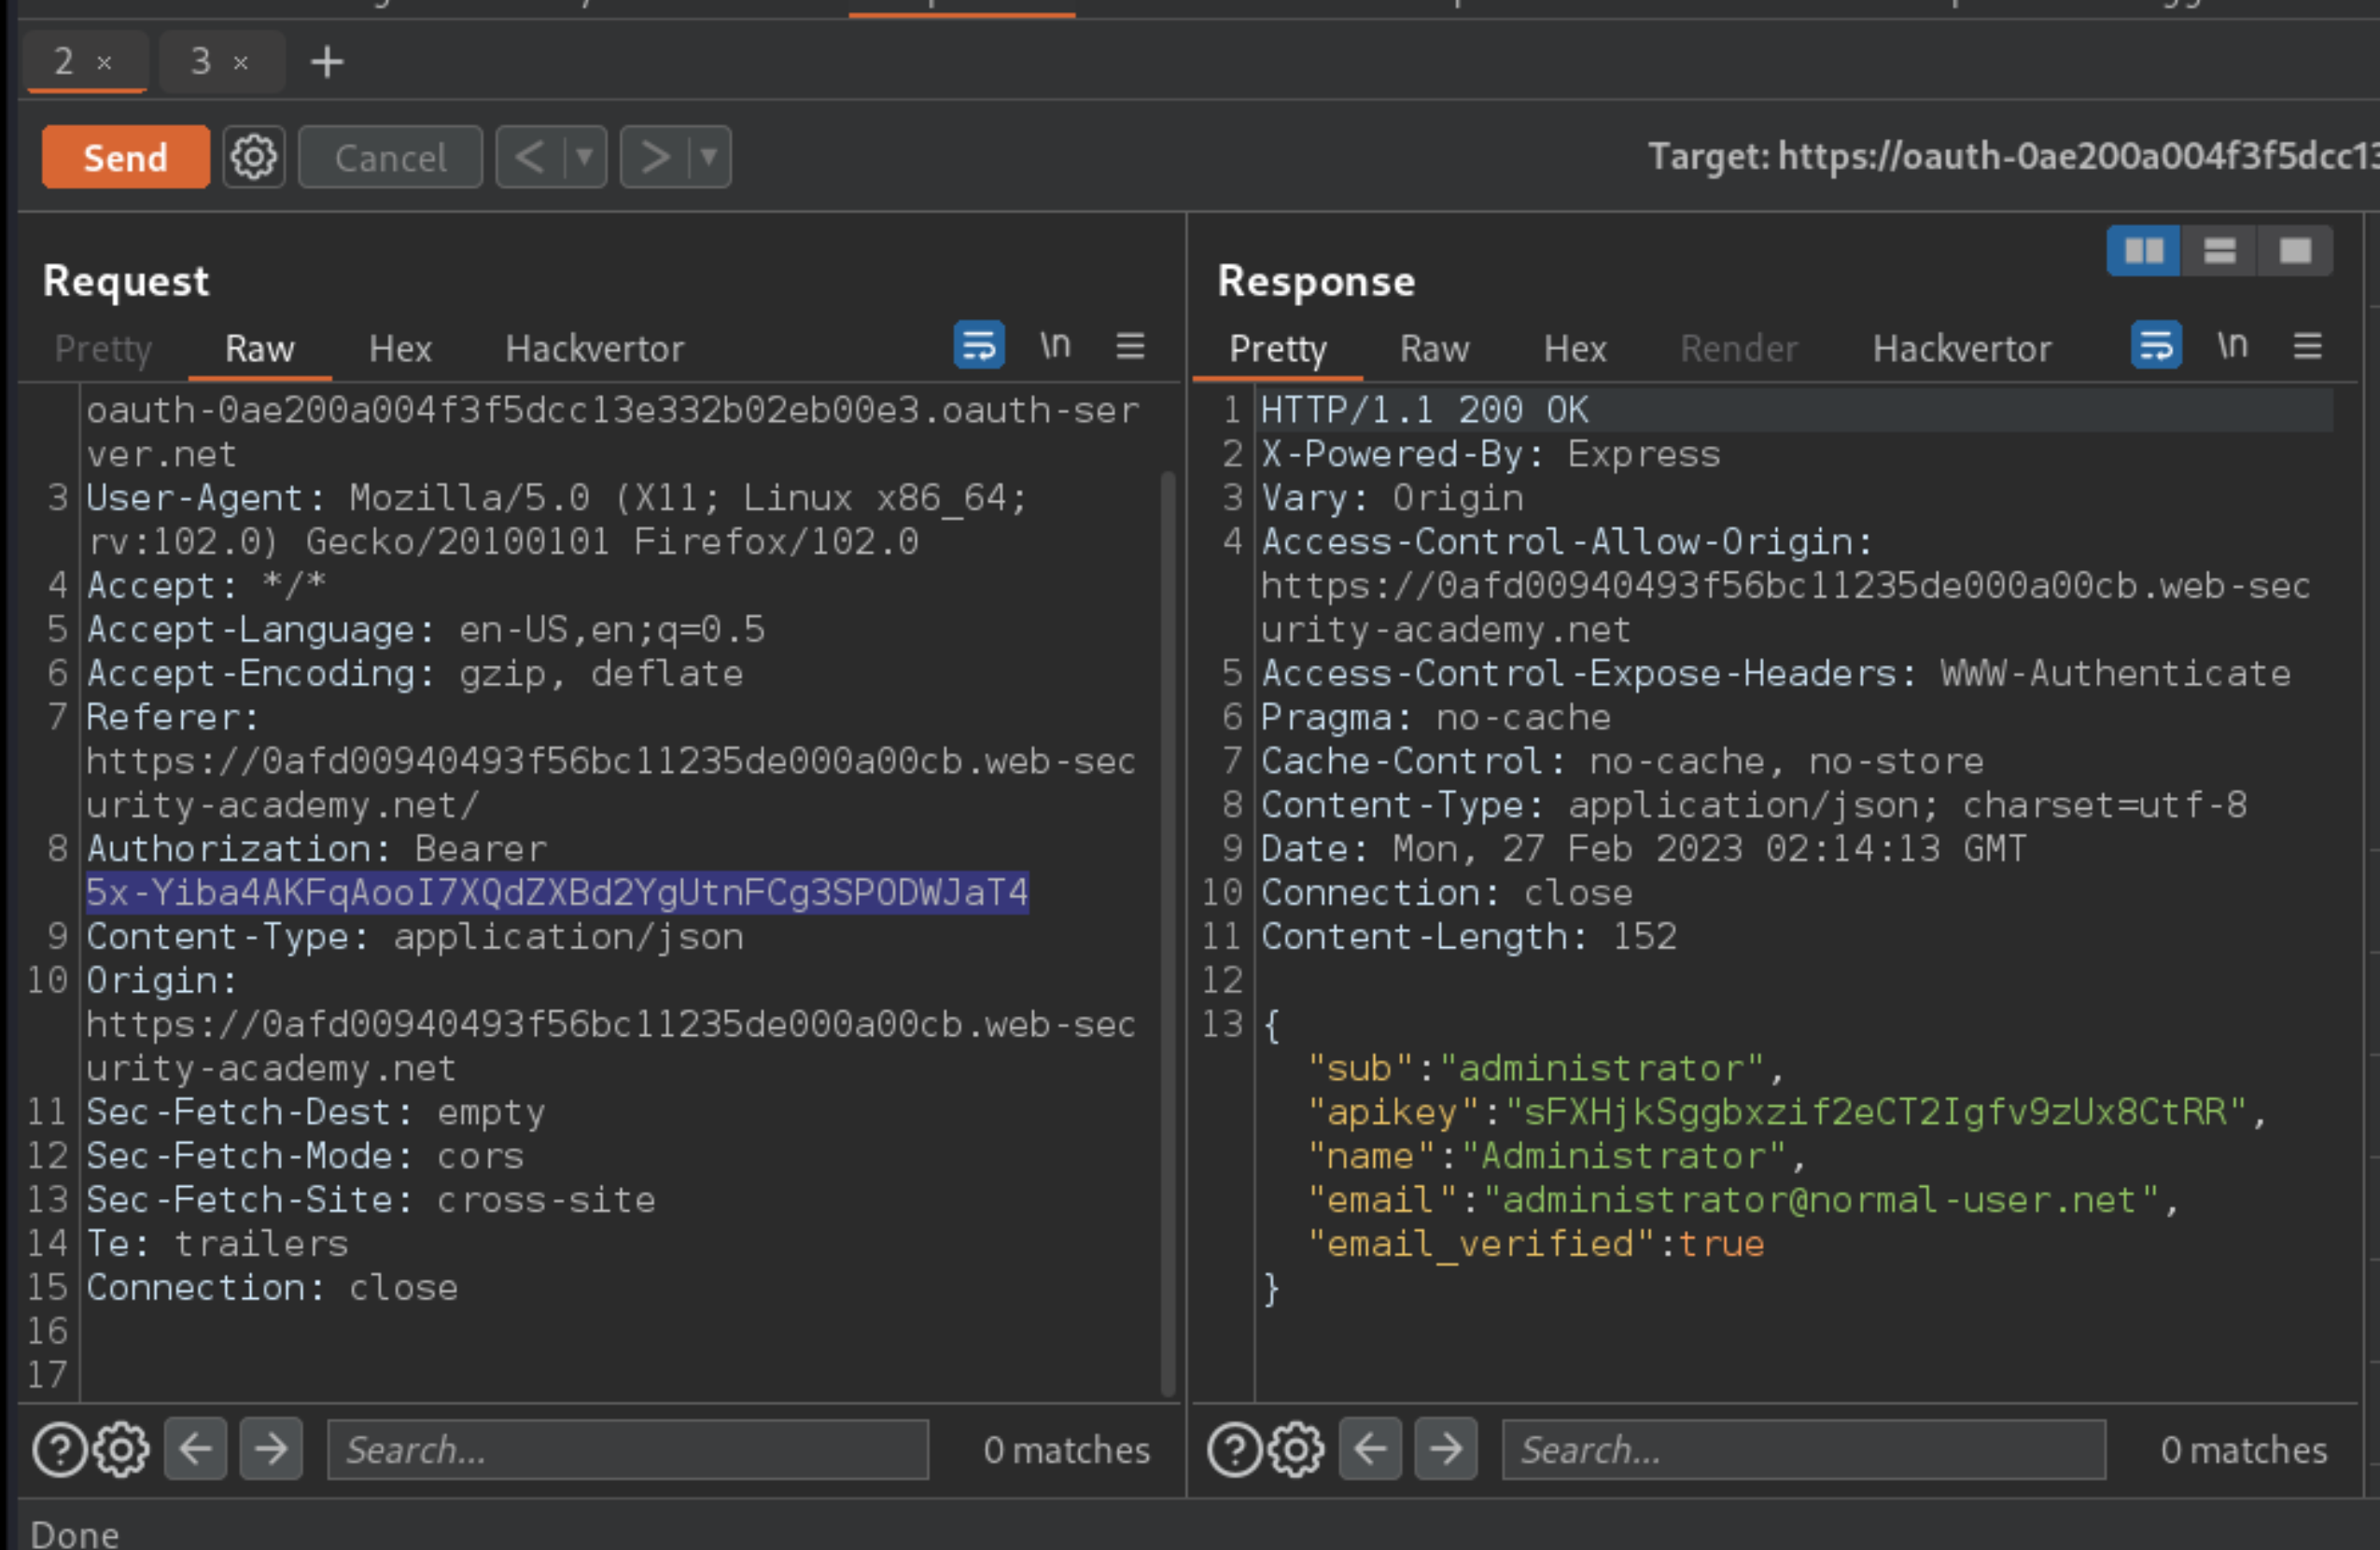 2 ×
3 ×
+
Send
Cancel
< ▼
> ▼
Target: https://oauth-0ae200a004f3f5dcc13
Request
Pretty Raw Hex Hackvertor \n
oauth-0ae200a004f3f5dcc13e332b02eb00e3.oauth-ser
ver.net
3 User-Agent: Mozilla/5.0 (X11; Linux x86_64;
rv:102.0) Gecko/20100101 Firefox/102.0
4 Accept: */*
5 Accept-Language: en-US,en;q=0.5
6 Accept-Encoding: gzip, deflate
7 Referer:
https://0afd00940493f56bc11235de000a00cb.web-sec
urity-academy.net/
8 Authorization: Bearer
5x-Yiba4AKFqAooI7XQdZXBd2YgUtnFCg3SPODWJaT4
9 Content-Type: application/json
10 Origin:
https://0afd00940493f56bc11235de000a00cb.web-sec
urity-academy.net
11 Sec-Fetch-Dest: empty
12 Sec-Fetch-Mode: cors
13 Sec-Fetch-Site: cross-site
14 Te: trailers
15 Connection: close
16
17
? Search... 0 matches
Response
Pretty Raw Hex Render Hackvertor \n
1 HTTP/1.1 200 OK
2 X-Powered-By: Express
3 Vary: Origin
4 Access-Control-Allow-Origin:
https://0afd00940493f56bc11235de000a00cb.web-sec
urity-academy.net
5 Access-Control-Expose-Headers: WWW-Authenticate
6 Pragma: no-cache
7 Cache-Control: no-cache, no-store
8 Content-Type: application/json; charset=utf-8
9 Date: Mon, 27 Feb 2023 02:14:13 GMT
10 Connection: close
11 Content-Length: 152
12
13 {
"sub":"administrator",
"apikey":"sFXHjkSggbxzif2eCT2Igfv9zUx8CtRR",
"name":"Administrator",
"email":"administrator@normal-user.net",
"email_verified":true
}
? Search... 0 matches
Done